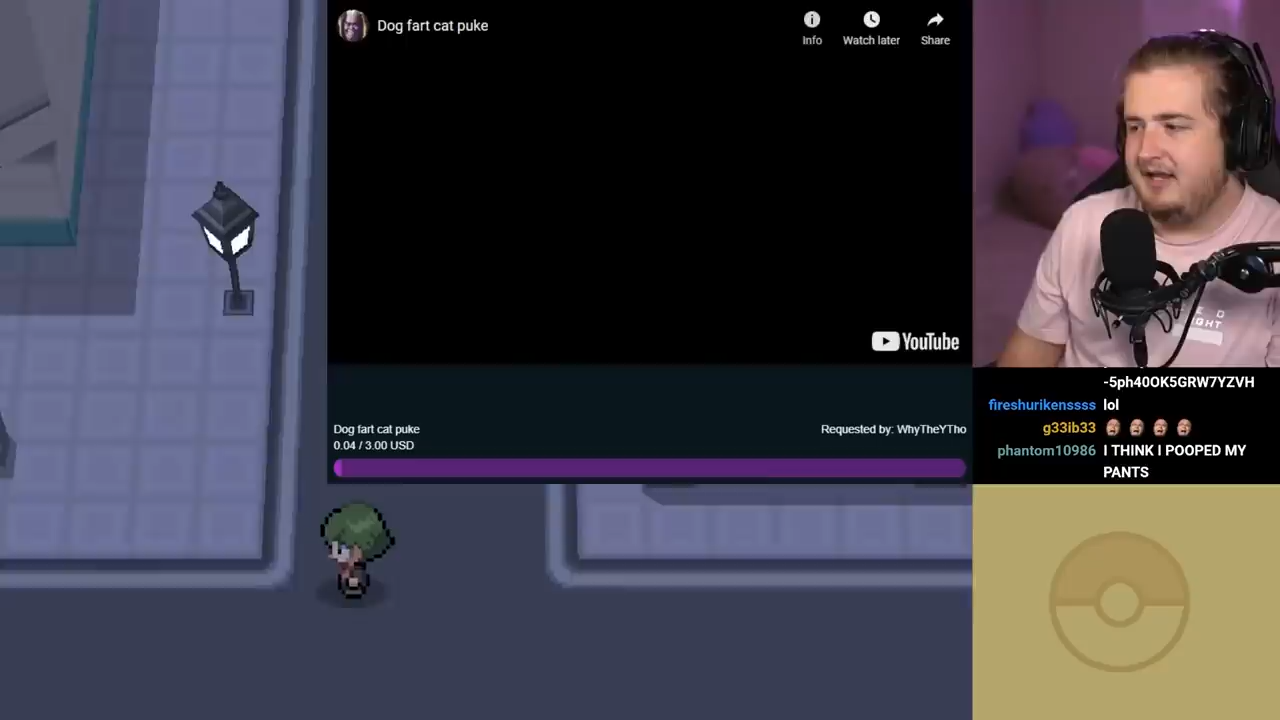 Dog fart cat puke
Info
Watch later
Share
YouTube
Dog fart cat puke
Requested by: WhyTheYTho
0.04 / 3.00 USD
-5ph40OK5GRW7YZVH
fireshurikenssss lol
g33ib33
phantom10986 I THINK I POOPED MY
PANTS